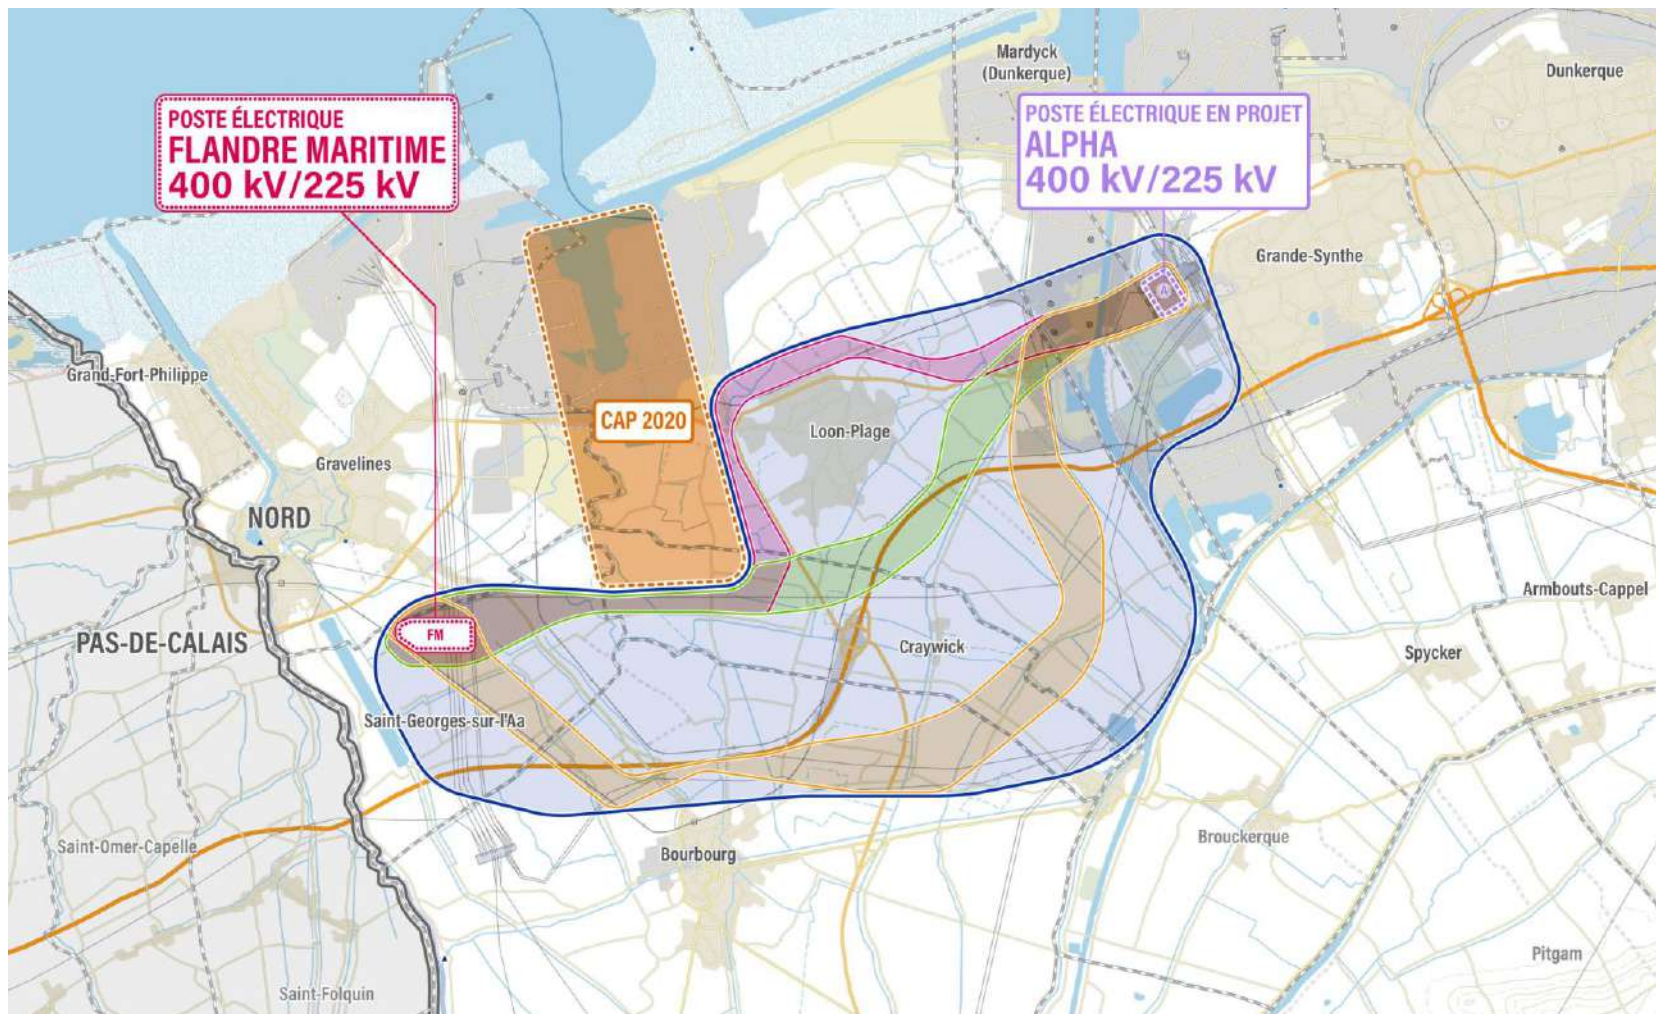 Mardyck
(Dunkerque)
Dunkerque
POSTE ÉLECTRIQUE
FLANDRE MARITIME
400 kV/225 kV
POSTE ÉLECTRIQUE EN PROJET
ALPHA
400 kV/225 kV
Grande-Synthe
A
Grand-Fort-Philippe
CAP 2020
Loon-Plage
Gravelines
NORD
Armbouts-Cappel
PAS-DE-CALAIS
FM
Craywick
Spycker
Saint-Georges-sur-l'Aa
Saint-Omer-Capelle
Bourbourg
Brouckerque
Pitgam
Saint-Folquin